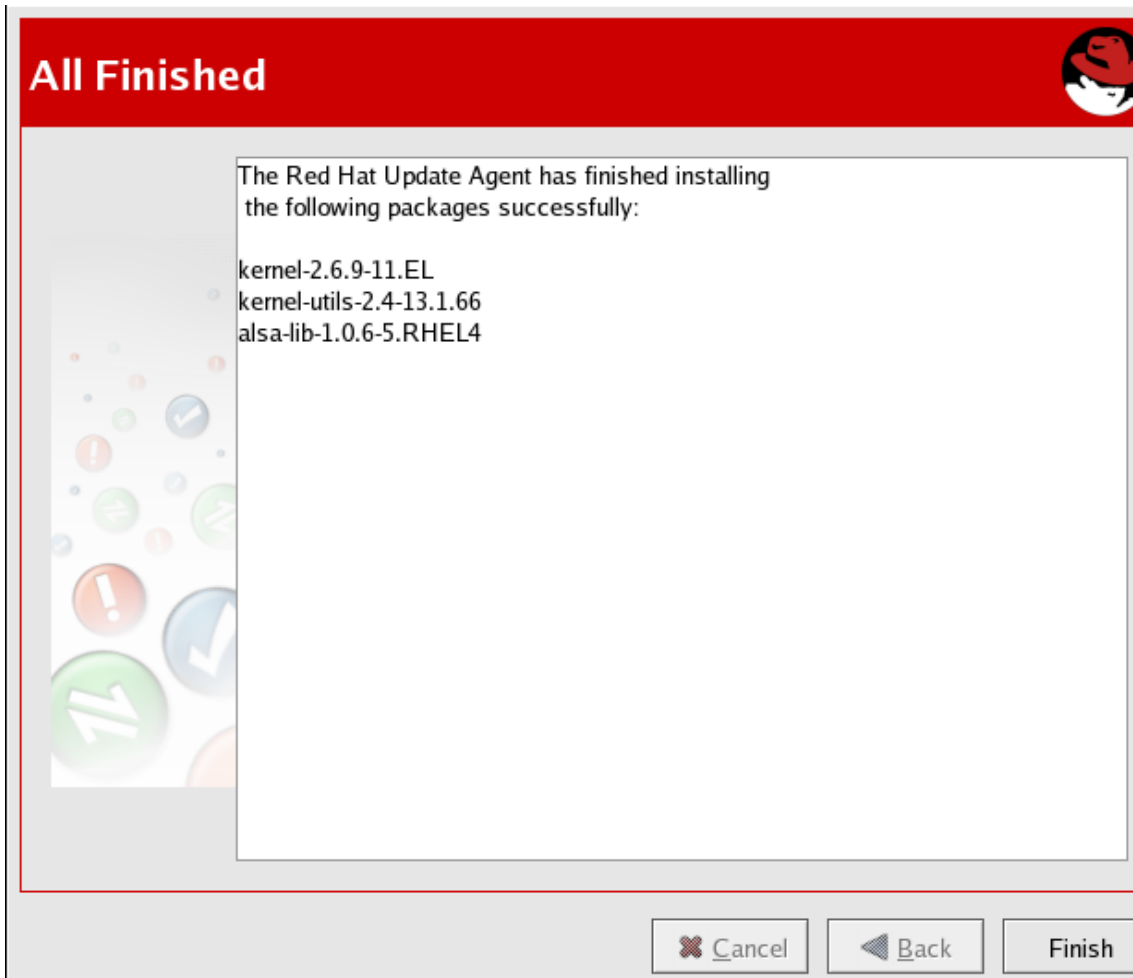 All Finished
The Red Hat Update Agent has finished installing
the following packages successfully:
kernel-2.6.9-11.EL
kernel-utils-2.4-13.1.66
alsa-lib-1.0.6-5.RHEL4
Cancel
Back
Finish